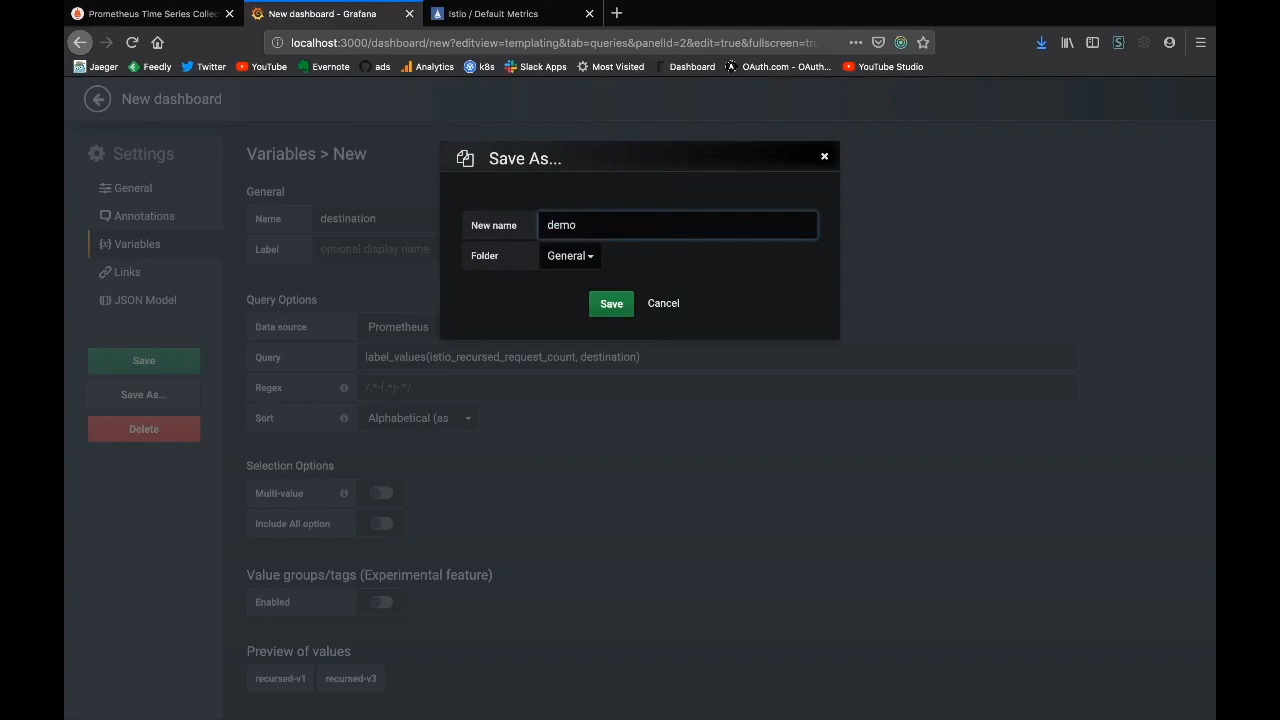 Prometheus Time Series Collec
New dashboard - Grafana
Istio / Default Metrics
localhost:3000/dashboard/new?editview=templating&tab=queries&panelId=2&edit=true&fullscreen=tru
Jaeger
Feedly
Twitter
YouTube
Evernote
ads
Analytics
k8s
Slack Apps
Most Visited
Dashboard
OAuth.com - OAuth...
YouTube Studio
New dashboard
Settings
General
Annotations
Variables
Links
JSON Model
Save
Save As...
Delete
Variables > New
General
Name destination
Label optional display name
Query Options
Data source Prometheus
Query label_values(istio_recursed_request_count, destination)
Regex /.*-(.*)-.*/
Sort Alphabetical (as
Selection Options
Multi-value
Include All option
Value groups/tags (Experimental feature)
Enabled
Preview of values
recursed-v1 recursed-v3
Save As...
New name demo
Folder General
Save Cancel